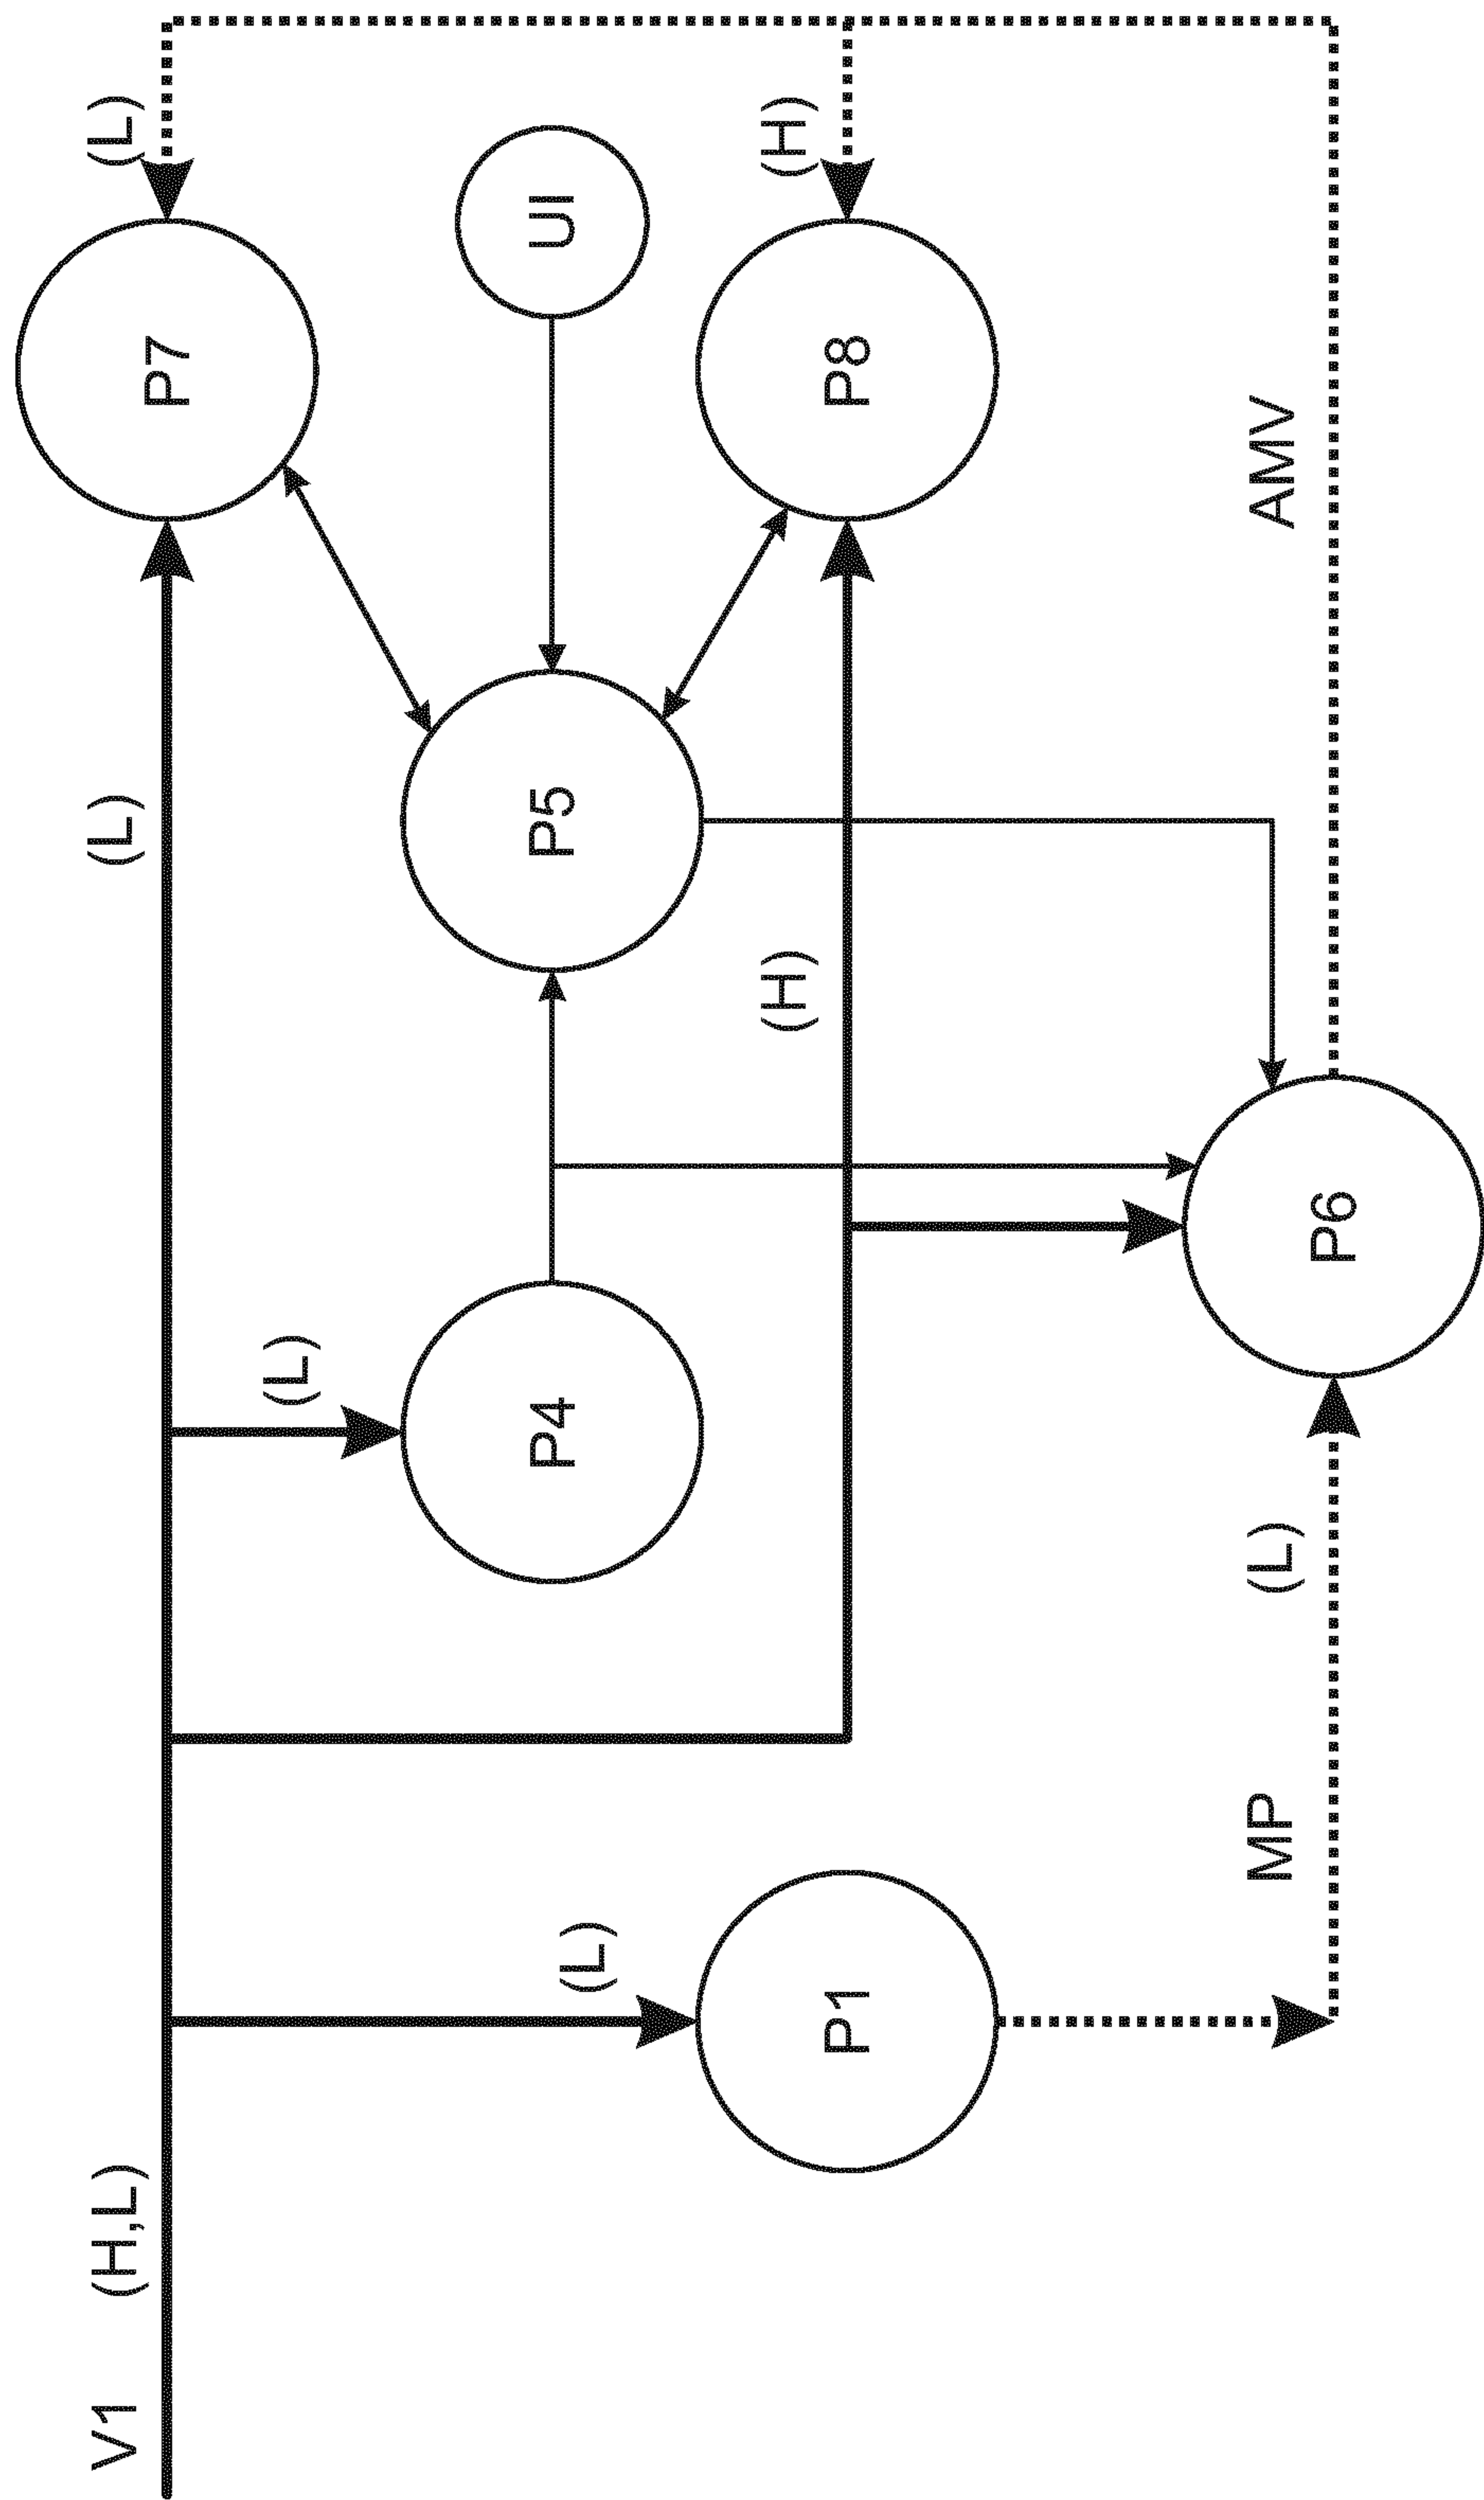 V1 (H,L) (L) (L)
P7
(L)
P4 P5 UI
(L)
(H) (H)
P1 P8
MP (L) AMV
P6